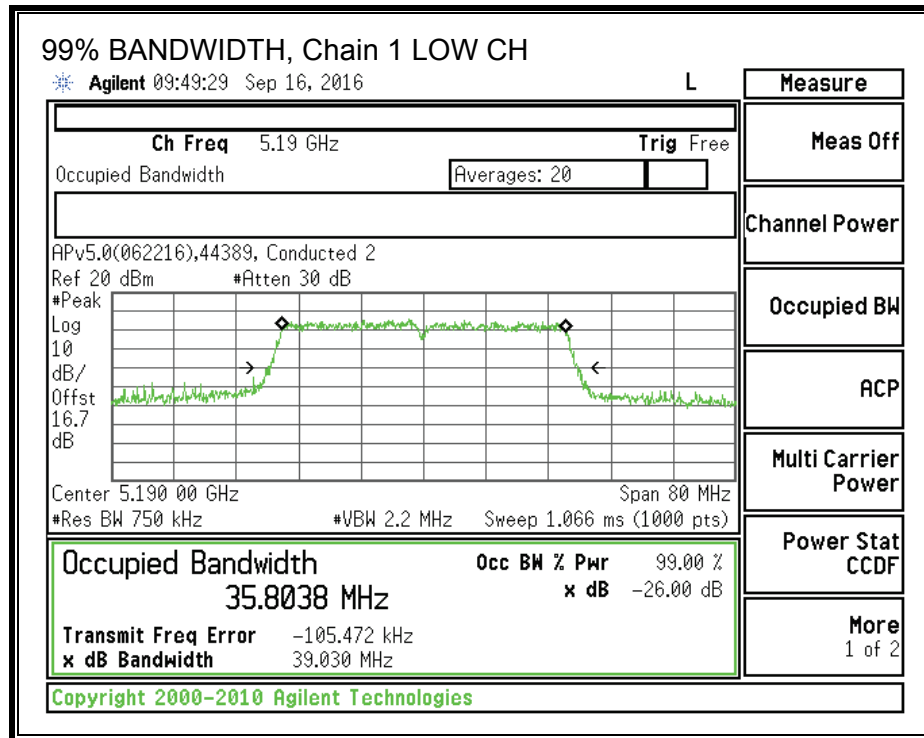 99% BANDWIDTH, Chain 1 LOW CH
Agilent 09:49:29 Sep 16, 2016 L
Measure
Ch Freq 5.19 GHz Trig Free
Meas Off
Occupied Bandwidth Averages: 20
Channel Power
APv5.0(062216),44389, Conducted 2
Ref 20 dBm #Atten 30 dB
#Peak
Log
10
dB/
Offst
16.7
dB
Occupied BW
ACP
Center 5.190 00 GHz Span 80 MHz
#Res BW 750 kHz #VBW 2.2 MHz Sweep 1.066 ms (1000 pts)
Multi Carrier
Power
Occupied Bandwidth Occ BW % Pwr 99.00 %
35.8038 MHz x dB -26.00 dB
Power Stat
CCDF
Transmit Freq Error -105.472 kHz
x dB Bandwidth 39.030 MHz
More
1 of 2
Copyright 2000-2010 Agilent Technologies